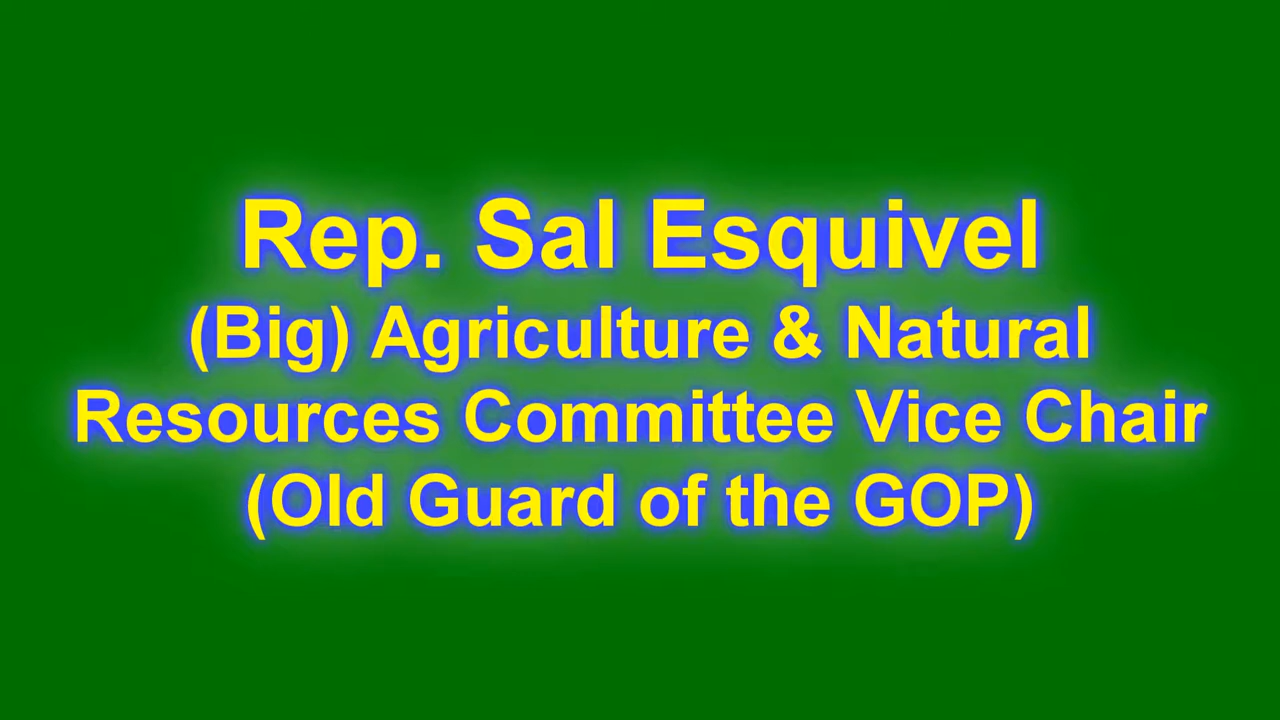 Rep. Sal Esquivel
(Big) Agriculture & Natural
Resources Committee Vice Chair
(Old Guard of the GOP)